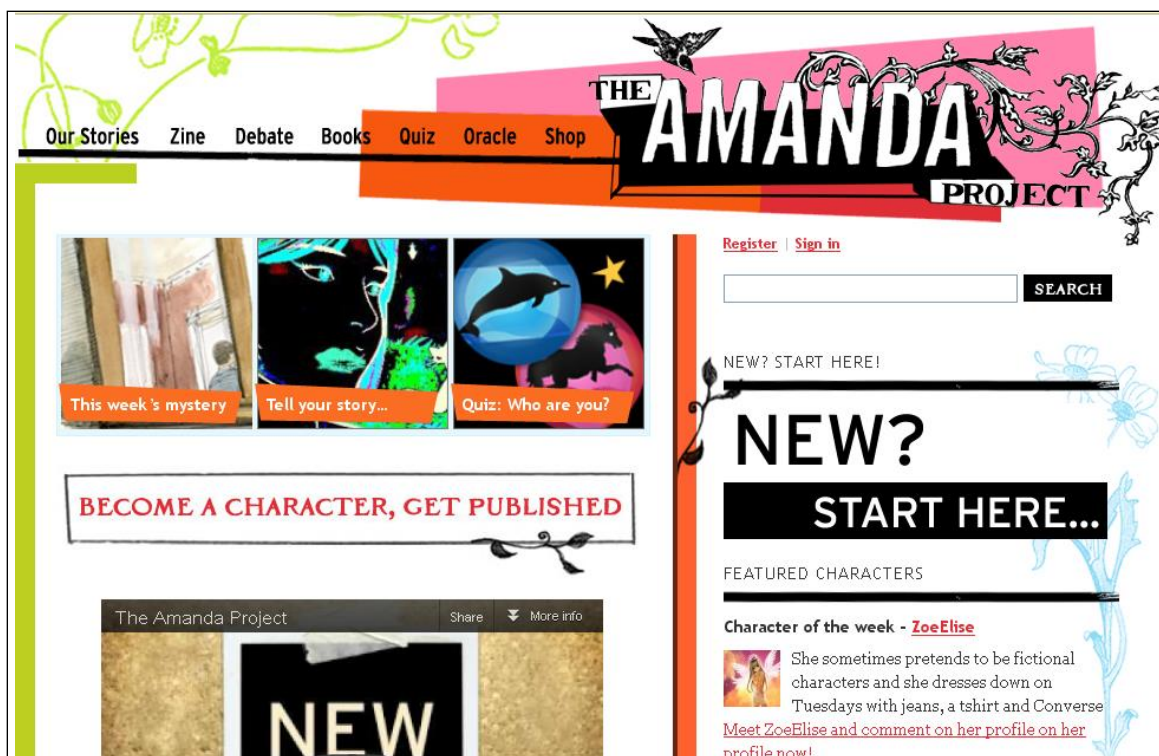 Our Stories Zine Debate Books Quiz Oracle Shop
THE
AMANDA
PROJECT
Register | Sign in
SEARCH
This week's mystery
Tell your story...
Quiz: Who are you?
NEW? START HERE!
NEW?
START HERE...
BECOME A CHARACTER, GET PUBLISHED
FEATURED CHARACTERS
The Amanda Project Share More info
NEW
Character of the week - ZoeElise
She sometimes pretends to be fictional
characters and she dresses down on
Tuesdays with jeans, a tshirt and Converse
Meet ZoeElise and comment on her profile on her
profile now!